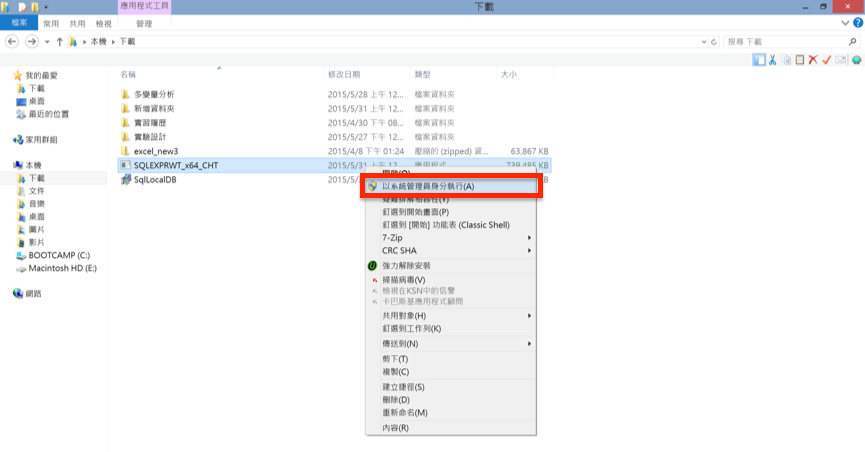 應用程式工具
下載
檔案 常用 共用 檢視 管理
本機 下載
搜尋 下載
名稱 修改日期 類型 大小
我的最愛
下載
桌面
最近的位置
家用群組
本機
下載
文件
音樂
桌面
圖片
影片
BOOTCAMP (C:)
Macintosh HD (E:)
網路
多變量分析 2015/5/28 上午 12... 檔案資料夾
新增資料夾 2015/5/31 上午 12... 檔案資料夾
實習履歷 2015/4/30 下午 08... 檔案資料夾
實驗設計 2015/5/27 下午 12... 檔案資料夾
excel_new3 2015/4/8 下午 01:24 壓縮的 (zipped) 資... 63,867 KB
SQLEXPRWT_x64_CHT 2015/5/31 上午 12... 應用程式 739,485 KB
SqlLocalDB 2015/5/
開啟(O)
以系統管理員身分執行(A)
疑難排解相容性(Y)
釘選到開始畫面(P)
釘選到 [開始] 功能表 (Classic Shell)
7-Zip
CRC SHA
強力解除安裝
掃描病毒(V)
檢視在KSN中的信譽
卡巴斯基應用程式顧問
共用對象(H)
釘選到工作列(K)
傳送到(N)
剪下(T)
複製(C)
建立捷徑(S)
刪除(D)
重新命名(M)
內容(R)